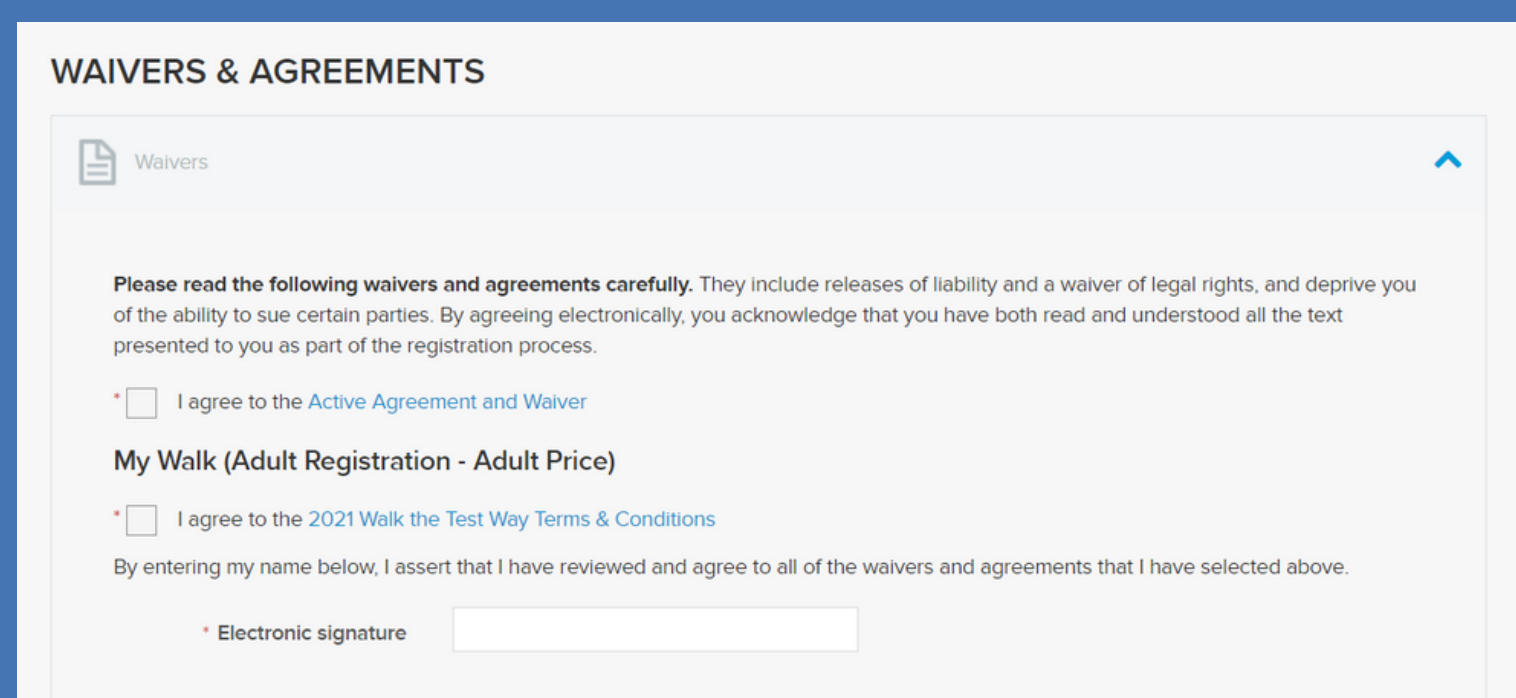 WAIVERS & AGREEMENTS
Waivers
Please read the following waivers and agreements carefully. They include releases of liability and a waiver of legal rights, and deprive you
of the ability to sue certain parties. By agreeing electronically, you acknowledge that you have both read and understood all the text
presented to you as part of the registration process.
* I agree to the Active Agreement and Waiver
My Walk (Adult Registration - Adult Price)
* I agree to the 2021 Walk the Test Way Terms & Conditions
By entering my name below, I assert that I have reviewed and agree to all of the waivers and agreements that I have selected above.
* Electronic signature